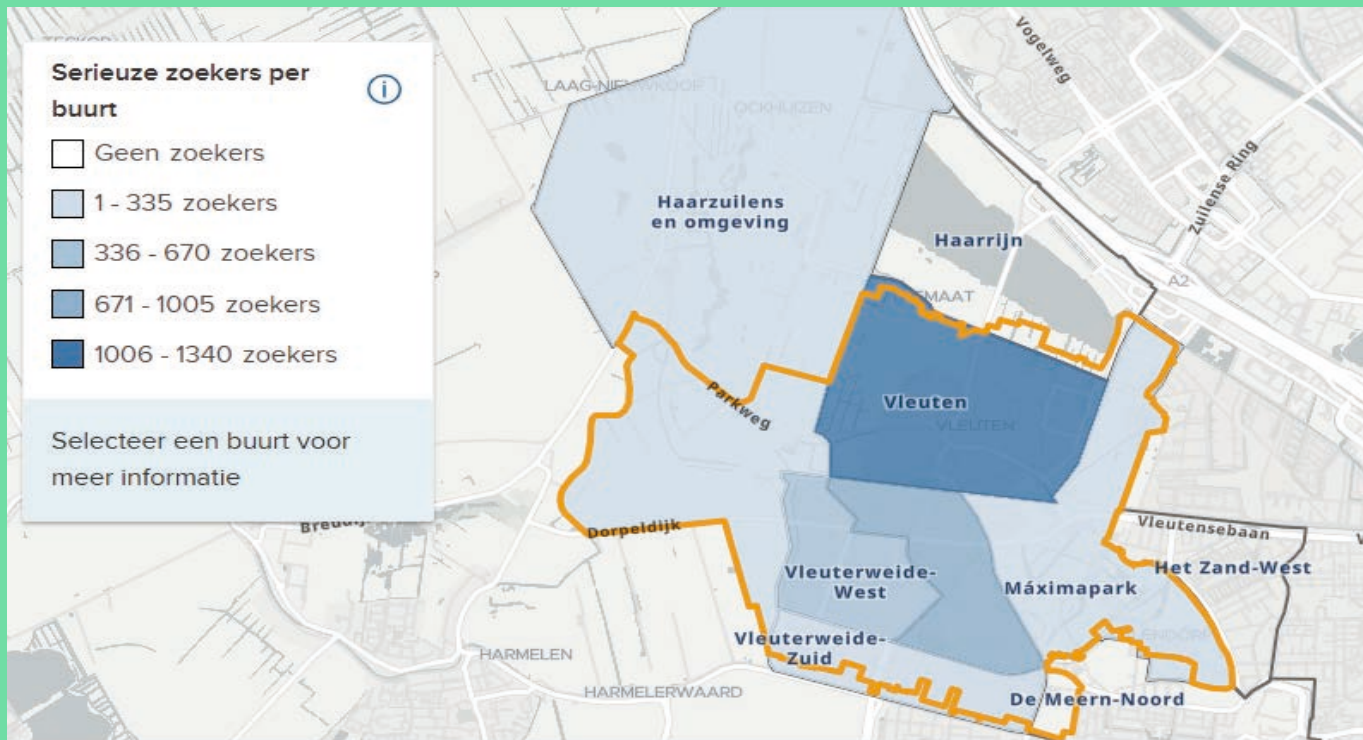 Serieuze zoekers per
buurt
Geen zoekers
1 - 335 zoekers
336 - 670 zoekers
671 - 1005 zoekers
1006 - 1340 zoekers
Selecteer een buurt voor
meer informatie
LAAG-NIEUWKOOP
OCKHUIZEN
Vogelweg
Zuilense Ring
Haarzuilens
en omgeving
Haarrijn
A2
Parkweg
Vleuten
VLEUTEN
Dorpeldijk
Vleutensebaan
Vleuterweide-
West
Máximapark
Het Zand-West
Vleuterweide-
Zuid
HARMELEN
HARMELERWAARD
De Meern-Noord